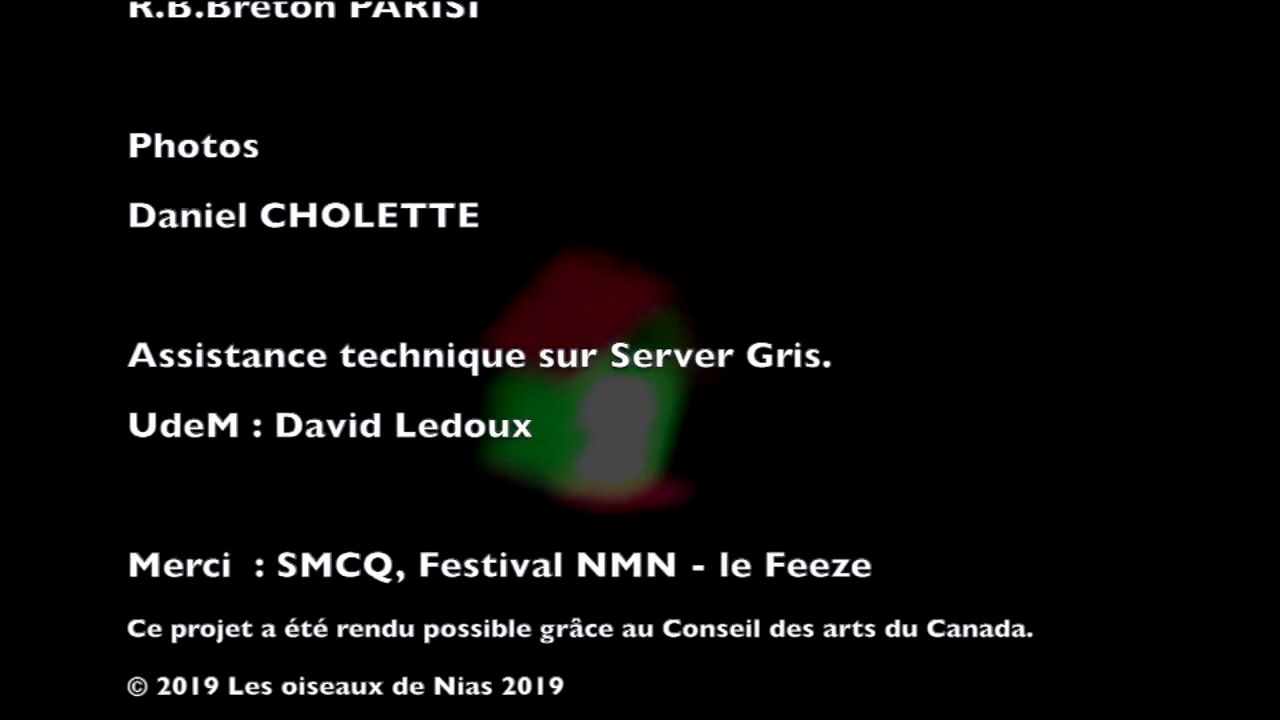 R.B.Breton PARISI
Photos
Daniel CHOLETTE
Assistance technique sur Server Gris.
UdeM : David Ledoux
Merci  : SMCQ, Festival NMN - le Feeze
Ce projet a été rendu possible grâce au Conseil des arts du Canada.
© 2019 Les oiseaux de Nias 2019